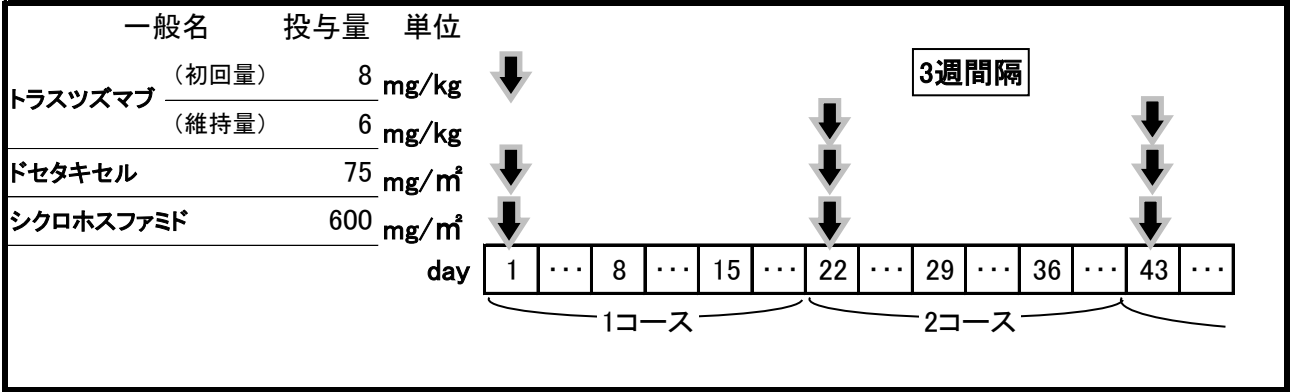 一般名 投与量 単位
3週間隔
トラスツズマブ (初回量) 8 mg/kg
(維持量) 6 mg/kg
ドセタキセル 75 mg/㎡
シクロホスファミド 600 mg/㎡
day 1 ･･･ 8 ･･･ 15 ･･･ 22 ･･･ 29 ･･･ 36 ･･･ 43 ･･･
1コース 2コース